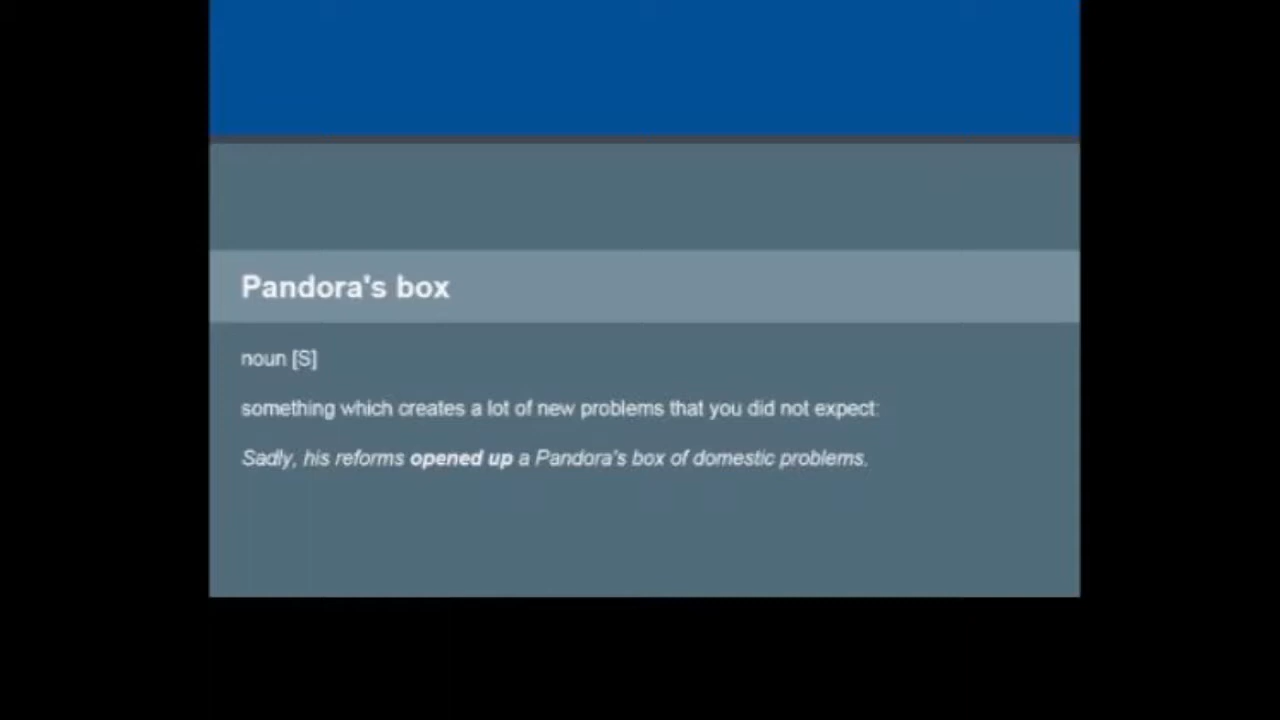 Pandora's box
noun [S]
something which creates a lot of new problems that you did not expect:
Sadly, his reforms opened up a Pandora's box of domestic problems.